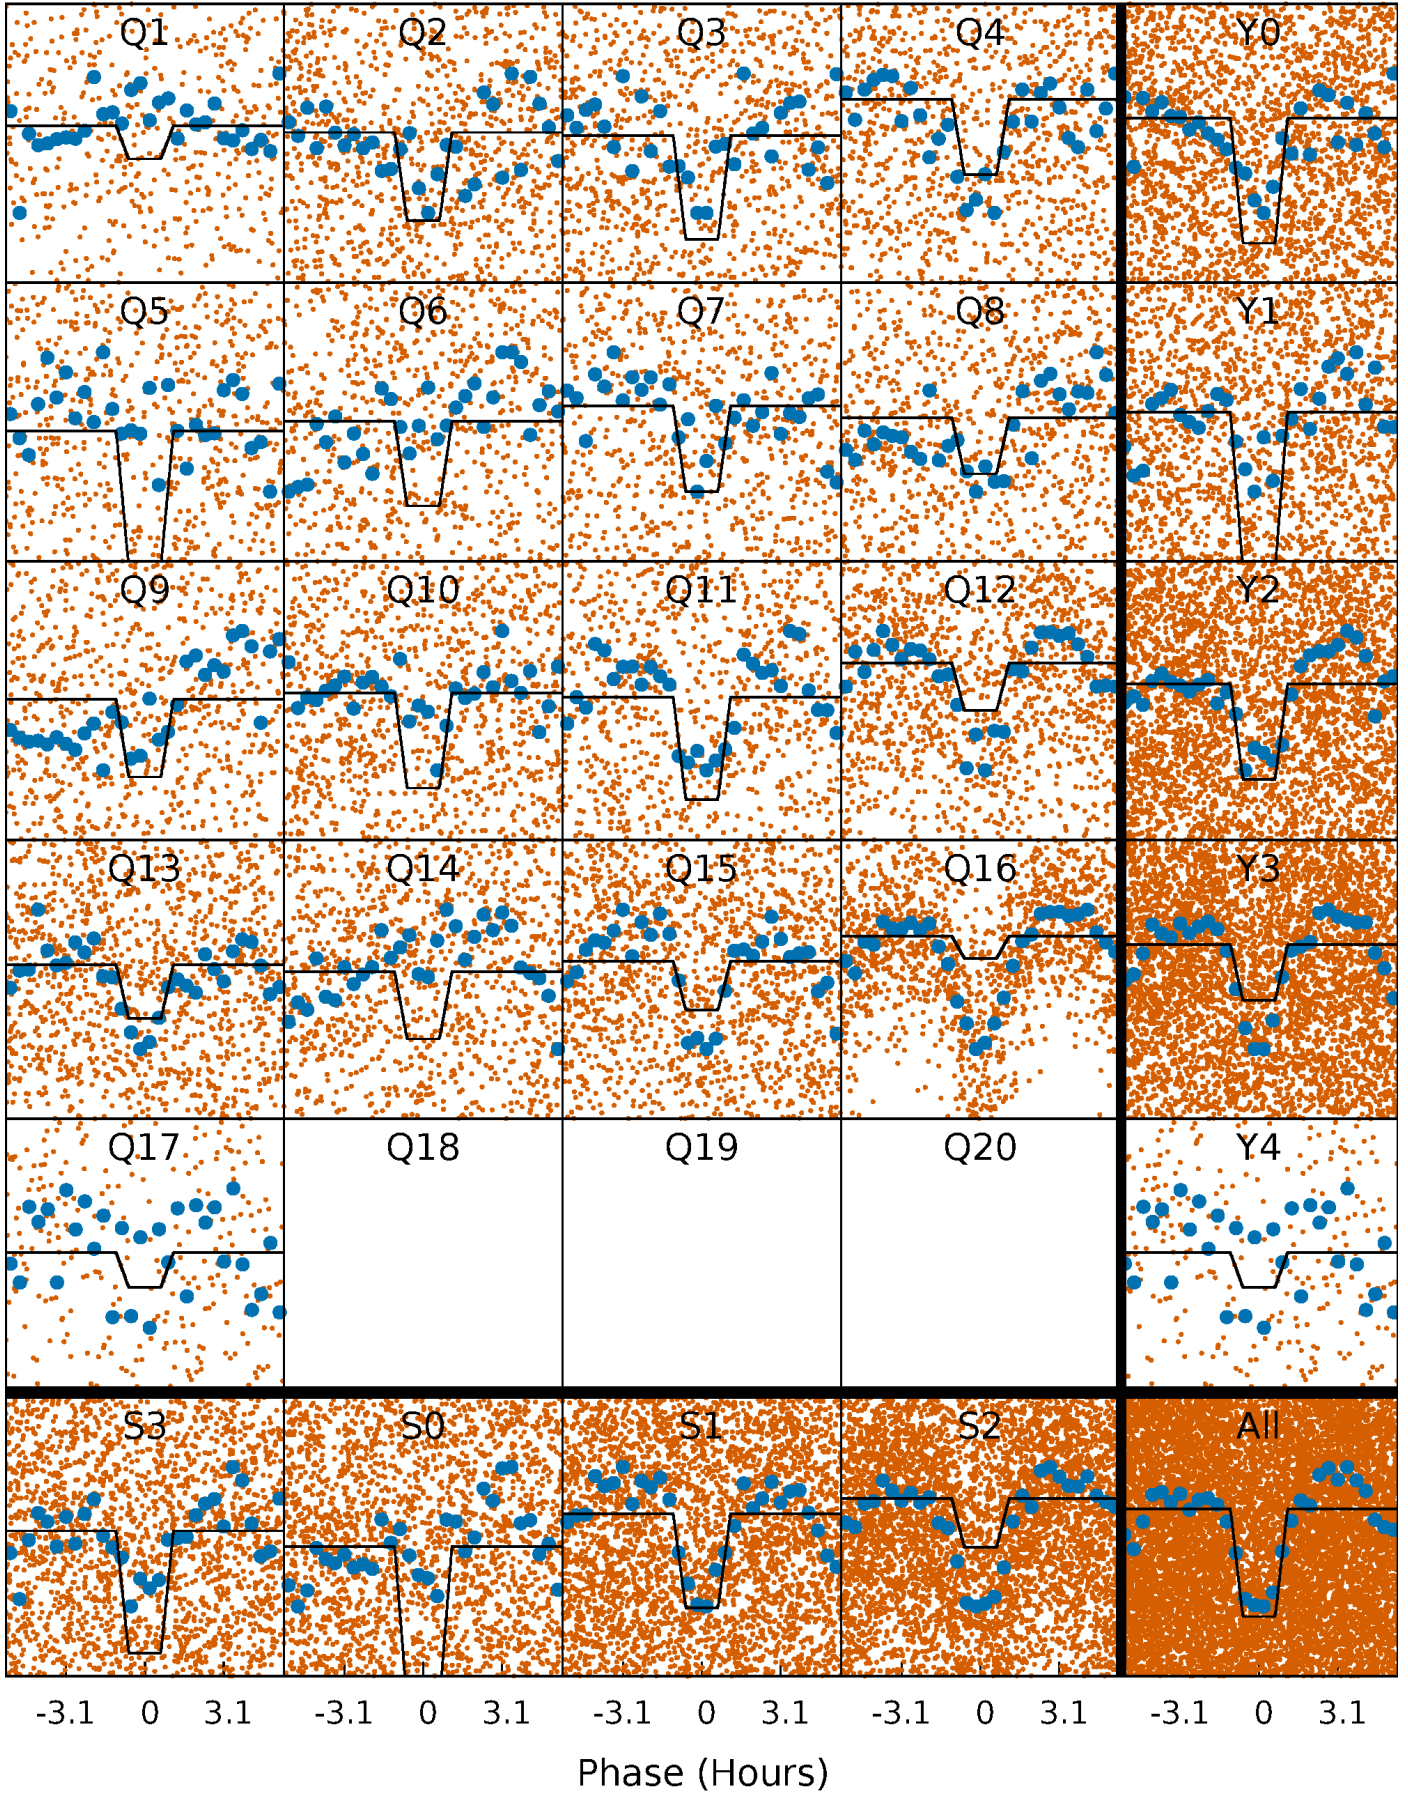 Q1 Q2 Q3 Q4 Y0
Q5 Q6 Q7 Q8 Y1
Q9 Q10 Q11 Q12 Y2
Q13 Q14 Q15 Q16 Y3
Q17 Q18 Q19 Q20 Y4
S3 S0 S1 S2 All
-3.1 0 3.1 -3.1 0 3.1 -3.1 0 3.1 -3.1 0 3.1 -3.1 0 3.1
Phase (Hours)